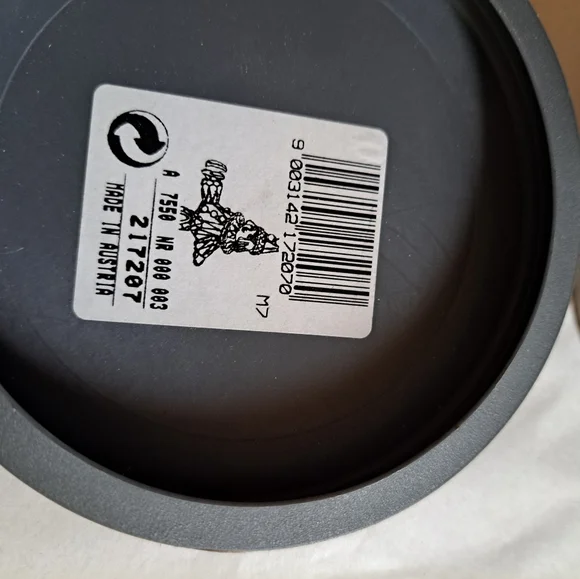 9 003142 172070
M7
A 7550 NR 000 003
217207
MADE IN AUSTRIA